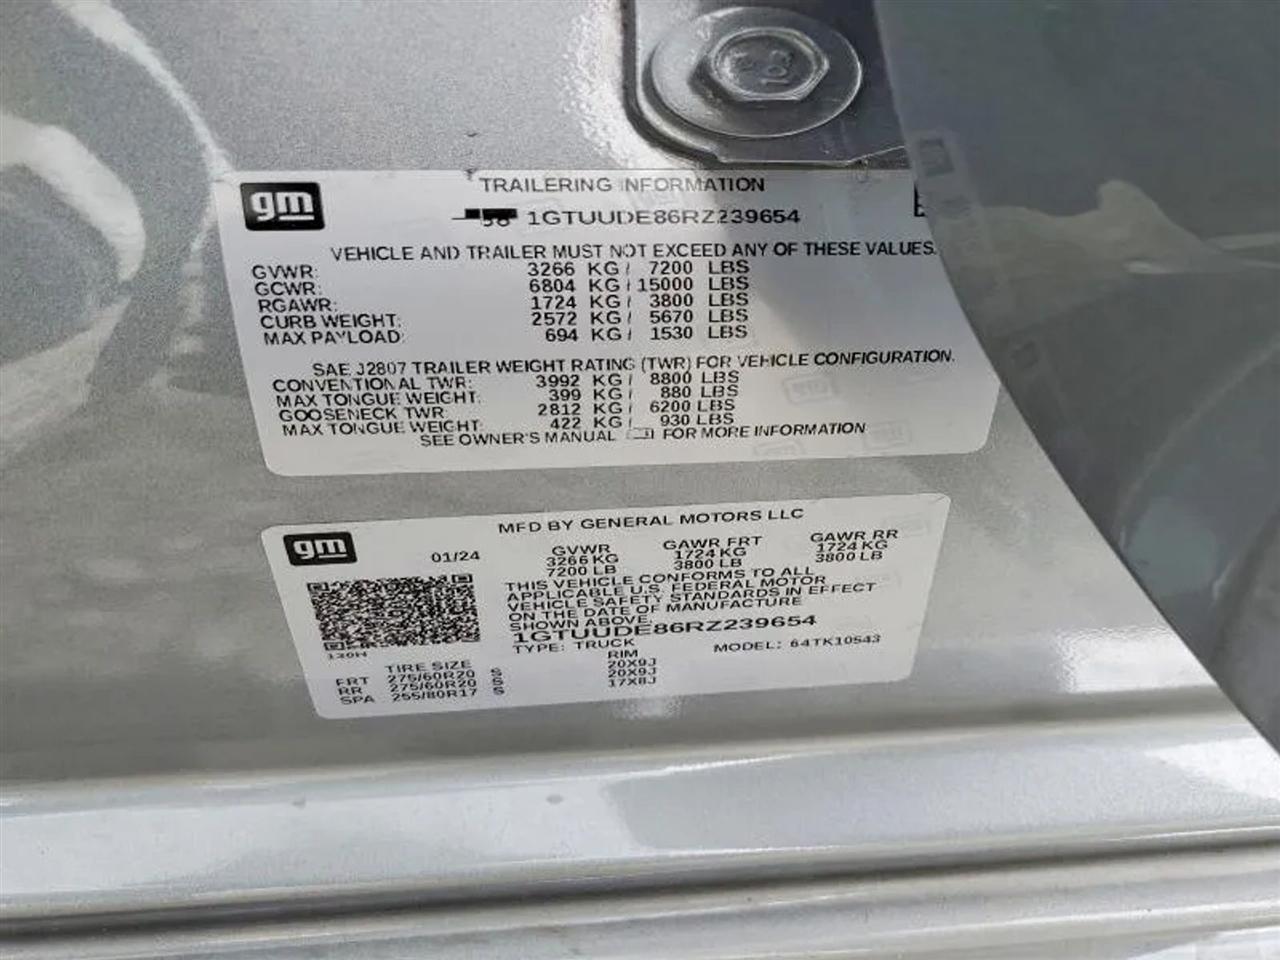 10.9
gm
TRAILERING INFORMATION
1GTUUDE86RZ239654
VEHICLE AND TRAILER MUST NOT EXCEED ANY OF THESE VALUES.
GVWR: 3266 KG / 7200 LBS
GCWR: 6804 KG / 15000 LBS
RGAWR: 1724 KG / 3800 LBS
CURB WEIGHT: 2572 KG / 5670 LBS
MAX PAYLOAD: 694 KG / 1530 LBS
SAE J2807 TRAILER WEIGHT RATING (TWR) FOR VEHICLE CONFIGURATION.
CONVENTIONAL TWR: 3992 KG / 8800 LBS
MAX TONGUE WEIGHT: 399 KG / 880 LBS
GOOSENECK TWR: 2812 KG / 6200 LBS
MAX TONGUE WEIGHT: 422 KG / 930 LBS
SEE OWNER'S MANUAL FOR MORE INFORMATION
gm
MFD BY GENERAL MOTORS LLC
01/24
GVWR GAWR FRT GAWR RR
3266 KG 1724 KG 1724 KG
7200 LB 3800 LB 3800 LB
THIS VEHICLE CONFORMS TO ALL
APPLICABLE U.S. FEDERAL MOTOR
VEHICLE SAFETY STANDARDS IN EFFECT
ON THE DATE OF MANUFACTURE
SHOWN ABOVE.
1GTUUDE86RZ239654
TYPE: TRUCK MODEL: 64TK10543
TIRE SIZE RIM
FRT 275/60R20 S 20X9J
RR 275/60R20 S 20X9J
SPA 255/80R17 S 17X8J